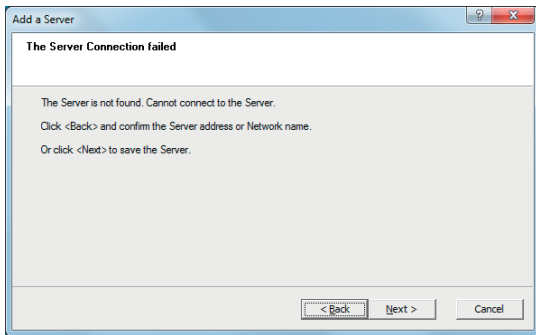 Add a Server
The Server Connection failed
The Server is not found. Cannot connect to the Server.
Click <Back> and confirm the Server address or Network name.
Or click <Next> to save the Server.
< Back
Next >
Cancel